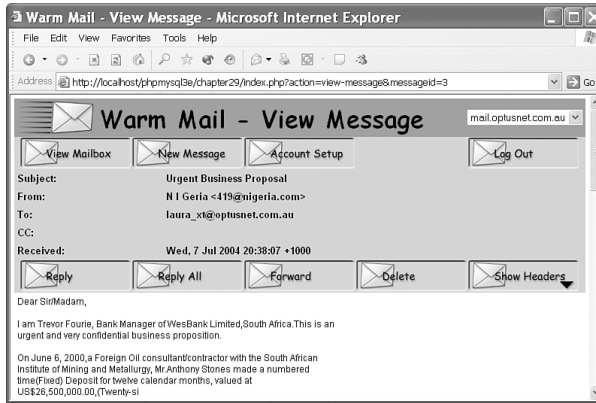 Warm Mail - View Message - Microsoft Internet Explorer
File Edit View Favorites Tools Help
Address http://localhost/phpmysql3e/chapter29/index.php?action=view-message&messageid=3 Go
Warm Mail - View Message mail.optusnet.com.au
View Mailbox New Message Account Setup Log Out
Subject: Urgent Business Proposal
From: N I Geria <419@nigeria.com>
To: laura_xt@optusnet.com.au
CC:
Received: Wed, 7 Jul 2004 20:38:07 +1000
Reply Reply All Forward Delete Show Headers
Dear Sir/Madam,
I am Trevor Fourie, Bank Manager of WesBank Limited,South Africa.This is an
urgent and very confidential business proposition.
On June 6, 2000,a Foreign Oil consultant/contractor with the South African
Institute of Mining and Metallurgy, Mr.Anthony Stones made a numbered
time(Fixed) Deposit for twelve calendar months, valued at
US$26,500,000.00,(Twenty-si